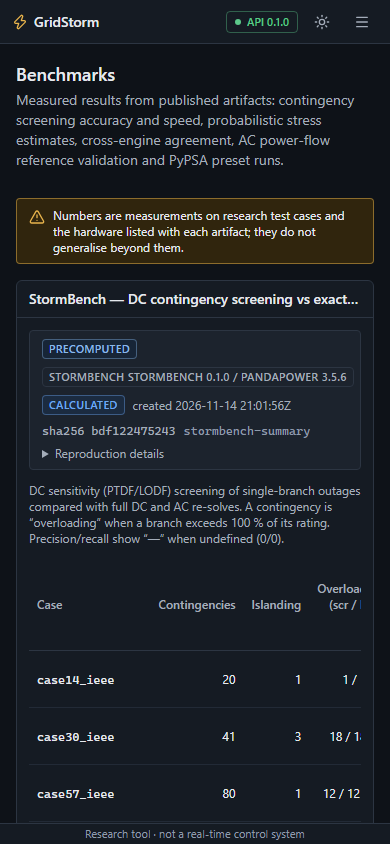 GridStorm
API 0.1.0
Benchmarks
Measured results from published artifacts: contingency
screening accuracy and speed, probabilistic stress
estimates, cross-engine agreement, AC power-flow
reference validation and PyPSA preset runs.
Numbers are measurements on research test cases and
the hardware listed with each artifact; they do not
generalise beyond them.
StormBench — DC contingency screening vs exact...
PRECOMPUTED
STORMBENCH STORMBENCH 0.1.0 / PANDAPOWER 3.5.6
CALCULATED created 2026-11-14 21:01:56Z
sha256 bdf122475243 stormbench-summary
Reproduction details
DC sensitivity (PTDF/LODF) screening of single-branch outages
compared with full DC and AC re-solves. A contingency is
“overloading” when a branch exceeds 100 % of its rating.
Precision/recall show “—” when undefined (0/0).
Case Contingencies Islanding
(scr /
case14_ieee 20 1 1 /
case30_ieee 41 3 18 /
case57_ieee 80 1 12 / 12
Research tool · not a real-time control system